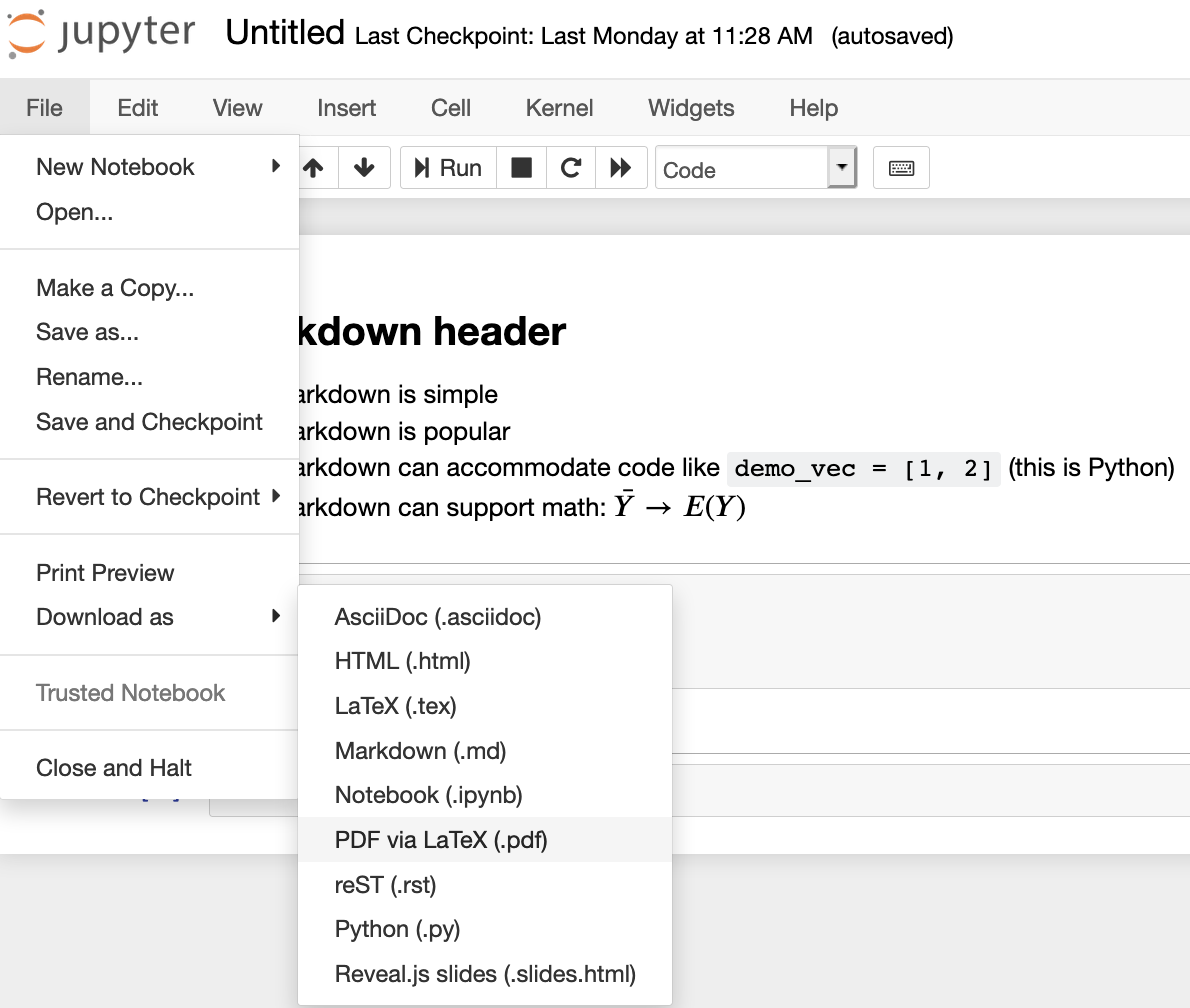 jupyter Untitled Last Checkpoint: Last Monday at 11:28 AM (autosaved)
File Edit View Insert Cell Kernel Widgets Help
Run Code
New Notebook
Open...
Make a Copy...
Save as...
Rename...
Save and Checkpoint
Revert to Checkpoint
Print Preview
Download as
Trusted Notebook
Close and Halt
kdown header
arkdown is simple
arkdown is popular
arkdown can accommodate code like demo_vec = [1, 2] (this is Python)
arkdown can support math: Ȳ → E(Y)
AsciiDoc (.asciidoc)
HTML (.html)
LaTeX (.tex)
Markdown (.md)
Notebook (.ipynb)
PDF via LaTeX (.pdf)
reST (.rst)
Python (.py)
Reveal.js slides (.slides.html)